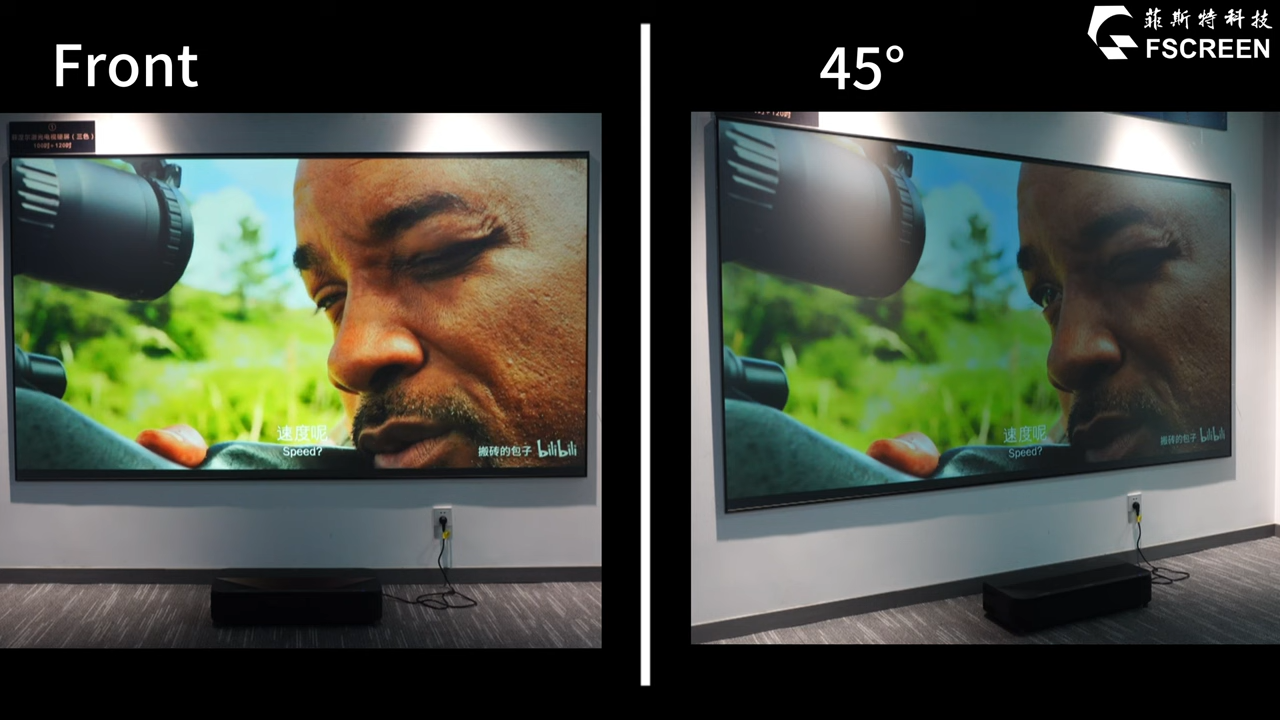 Front
45°
菲斯特科技
FSCREEN
速度呢
Speed?
搬砖的包子 bilibili
速度呢
Speed?
搬砖的包子 bilibili